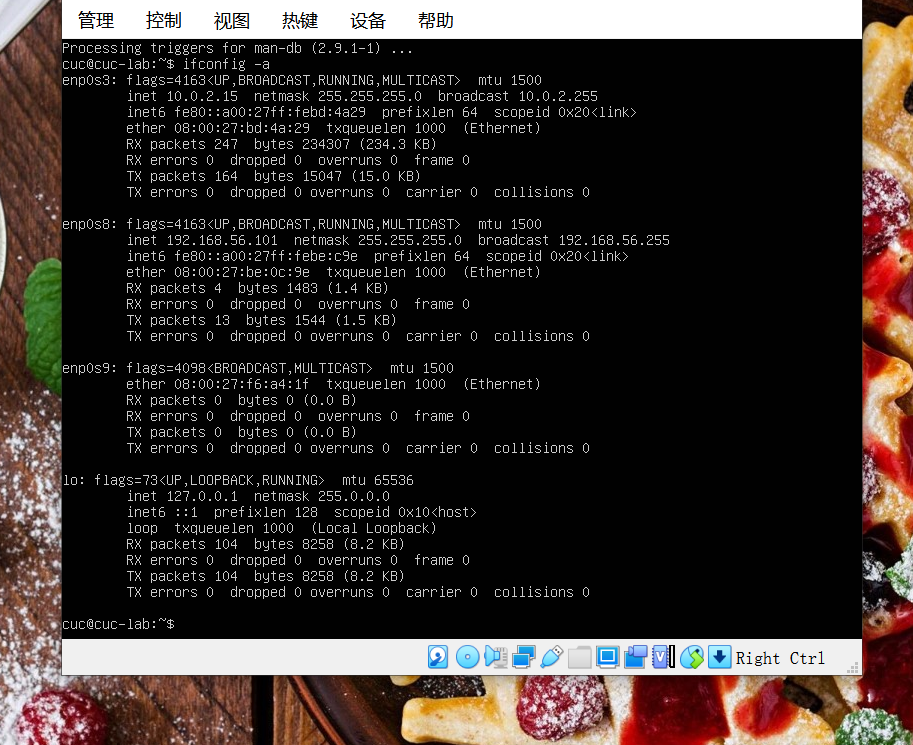 管理 控制 视图 热键 设备 帮助
Processing triggers for man-db (2.9.1-1) ...
cuc@cuc-lab:~$ ifconfig -a
enp0s3: flags=4163<UP,BROADCAST,RUNNING,MULTICAST>  mtu 1500
        inet 10.0.2.15  netmask 255.255.255.0  broadcast 10.0.2.255
        inet6 fe80::a00:27ff:febd:4a29  prefixlen 64  scopeid 0x20<link>
        ether 08:00:27:bd:4a:29  txqueuelen 1000  (Ethernet)
        RX packets 247  bytes 234307 (234.3 KB)
        RX errors 0  dropped 0  overruns 0  frame 0
        TX packets 164  bytes 15047 (15.0 KB)
        TX errors 0  dropped 0 overruns 0  carrier 0  collisions 0
enp0s8: flags=4163<UP,BROADCAST,RUNNING,MULTICAST>  mtu 1500
        inet 192.168.56.101  netmask 255.255.255.0  broadcast 192.168.56.255
        inet6 fe80::a00:27ff:febe:c9e  prefixlen 64  scopeid 0x20<link>
        ether 08:00:27:be:0c:9e  txqueuelen 1000  (Ethernet)
        RX packets 4  bytes 1483 (1.4 KB)
        RX errors 0  dropped 0  overruns 0  frame 0
        TX packets 13  bytes 1544 (1.5 KB)
        TX errors 0  dropped 0 overruns 0  carrier 0  collisions 0
enp0s9: flags=4098<BROADCAST,MULTICAST>  mtu 1500
        ether 08:00:27:f6:a4:1f  txqueuelen 1000  (Ethernet)
        RX packets 0  bytes 0 (0.0 B)
        RX errors 0  dropped 0  overruns 0  frame 0
        TX packets 0  bytes 0 (0.0 B)
        TX errors 0  dropped 0 overruns 0  carrier 0  collisions 0
lo: flags=73<UP,LOOPBACK,RUNNING>  mtu 65536
        inet 127.0.0.1  netmask 255.0.0.0
        inet6 ::1  prefixlen 128  scopeid 0x10<host>
        loop  txqueuelen 1000  (Local Loopback)
        RX packets 104  bytes 8258 (8.2 KB)
        RX errors 0  dropped 0  overruns 0  frame 0
        TX packets 104  bytes 8258 (8.2 KB)
        TX errors 0  dropped 0 overruns 0  carrier 0  collisions 0
cuc@cuc-lab:~$
Right Ctrl